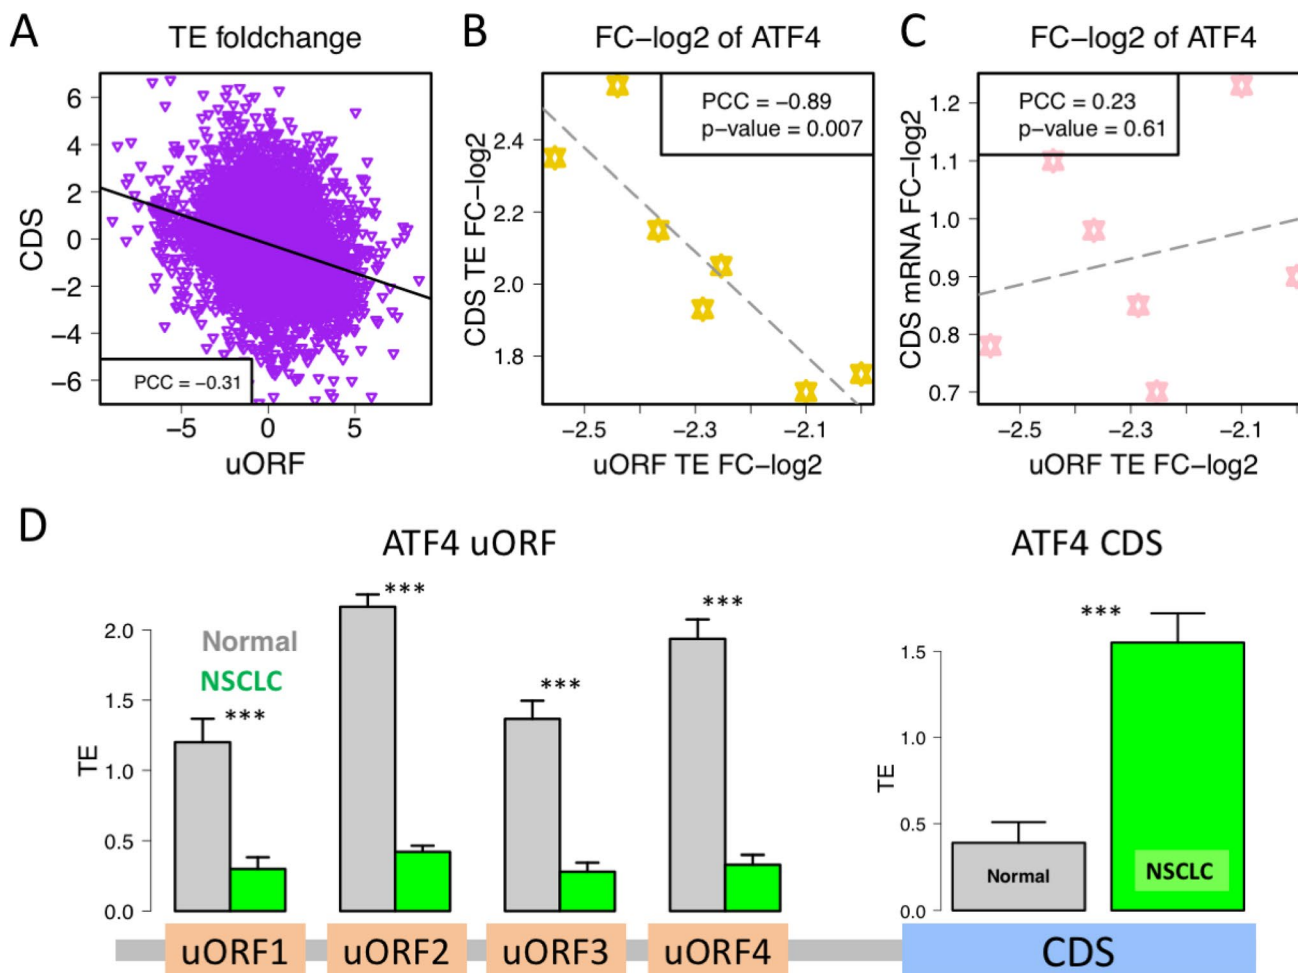 A
TE foldchange
6
4
2
0
−2
−4
−6
CDS
PCC = −0.31
−5
0
5
uORF
B
FC−log2 of ATF4
PCC = −0.89
p−value = 0.007
2.4
2.2
2.0
1.8
CDS TE FC−log2
−2.5
−2.3
−2.1
uORF TE FC−log2
C
FC−log2 of ATF4
PCC = 0.23
p−value = 0.61
1.2
1.1
1.0
0.9
0.8
0.7
CDS mRNA FC−log2
−2.5
−2.3
−2.1
uORF TE FC−log2
D
ATF4 uORF
Normal
NSCLC
2.0
1.5
1.0
0.5
0.0
TE
***
***
***
***
uORF1
uORF2
uORF3
uORF4
ATF4 CDS
***
1.5
1.0
0.5
0.0
TE
Normal
NSCLC
CDS